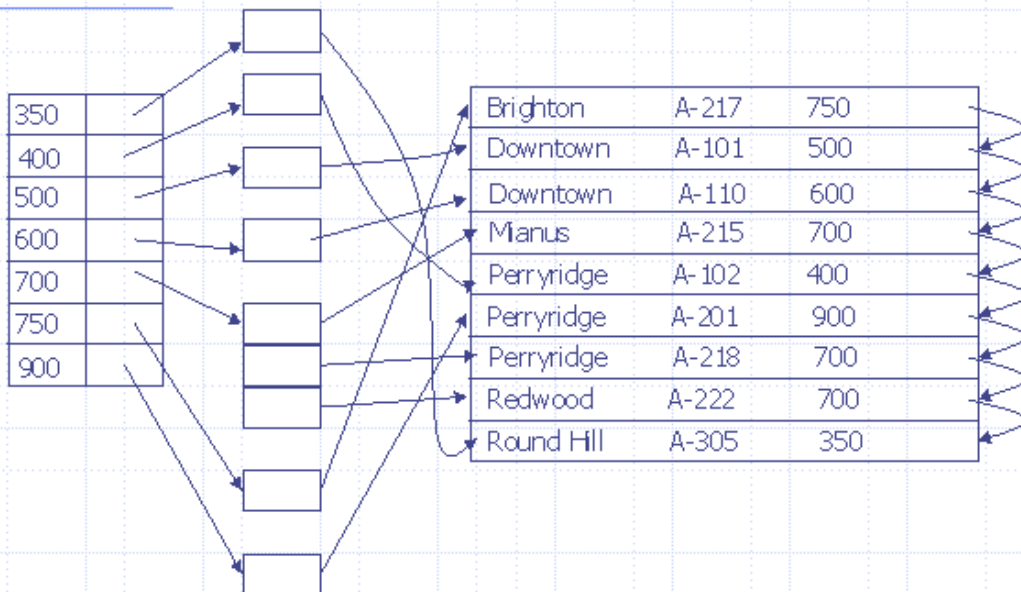 350
400
500
600
700
750
900
Brighton A-217 750
Downtown A-101 500
Downtown A-110 600
Mianus A-215 700
Perryridge A-102 400
Perryridge A-201 900
Perryridge A-218 700
Redwood A-222 700
Round Hill A-305 350